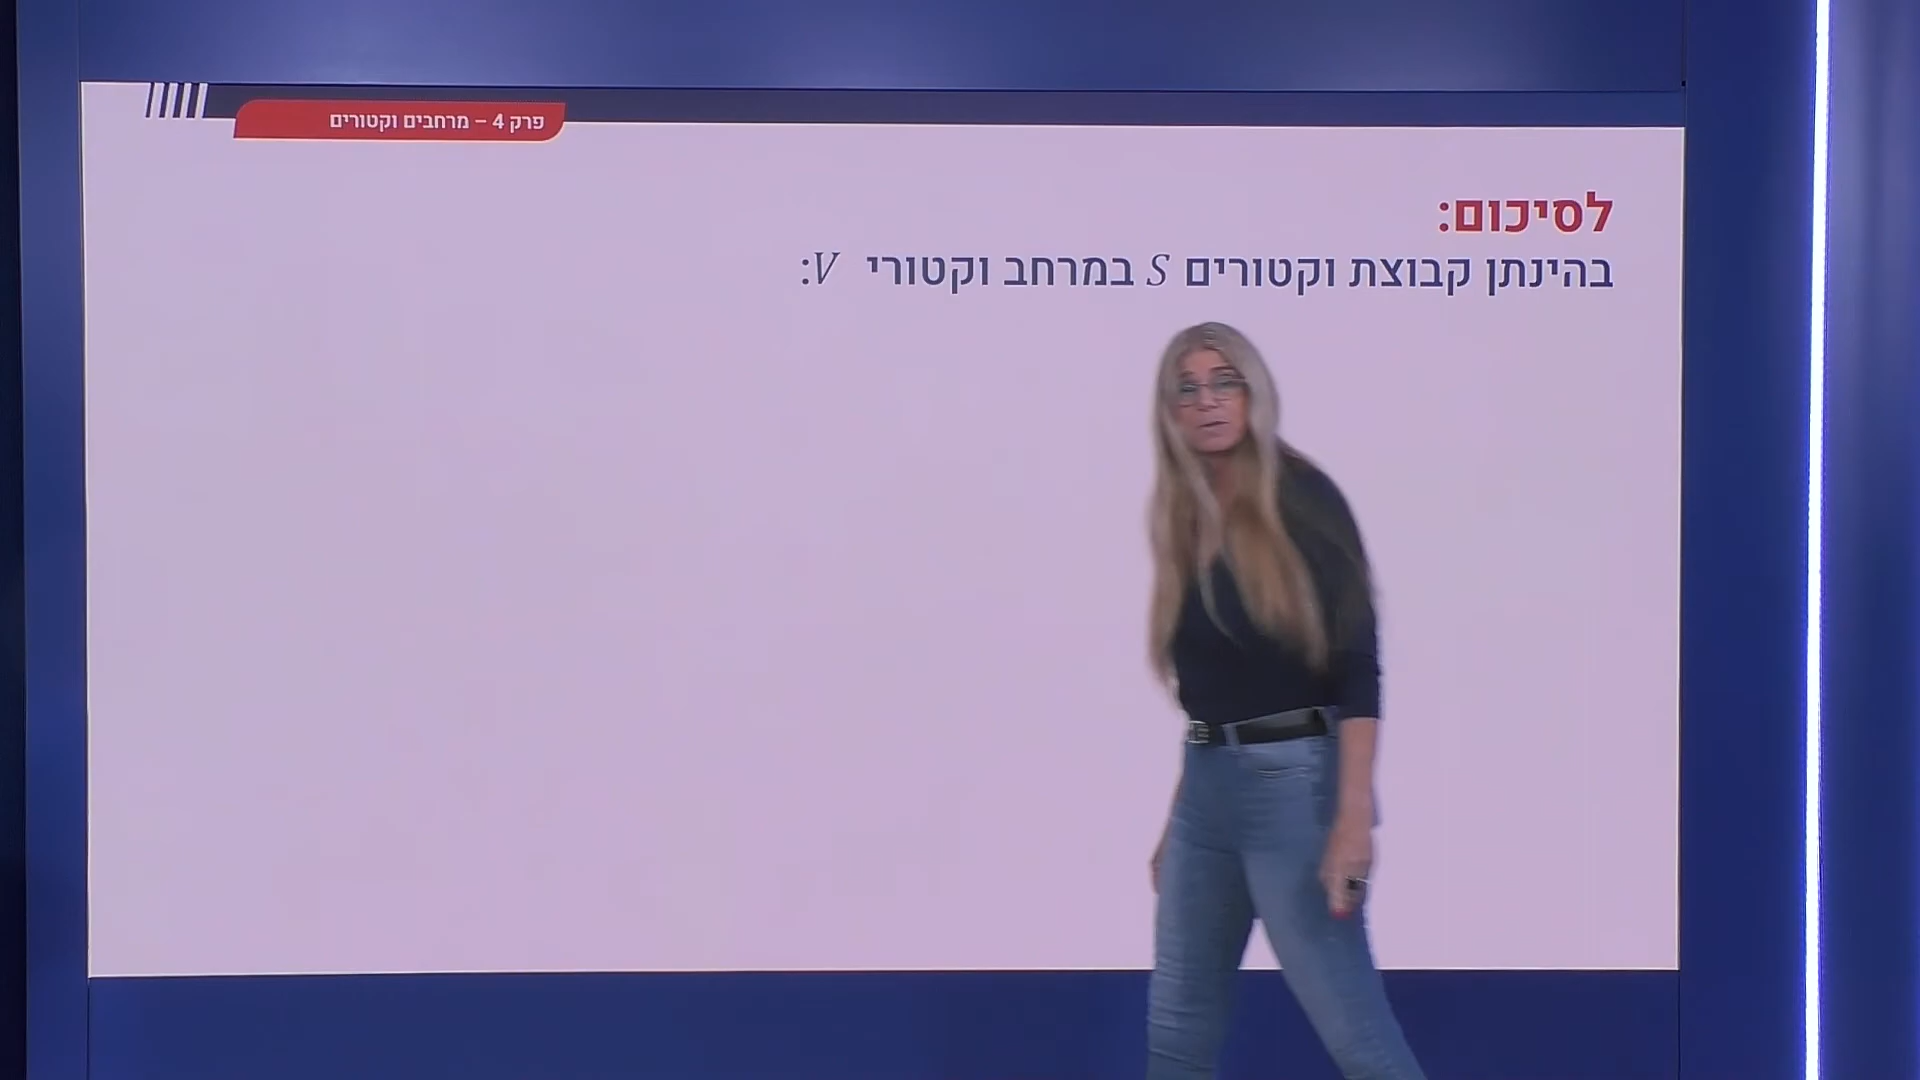 פרק 4 – מרחבים וקטורים
לסיכום:
בהינתן קבוצת וקטורים S במרחב וקטורי V: